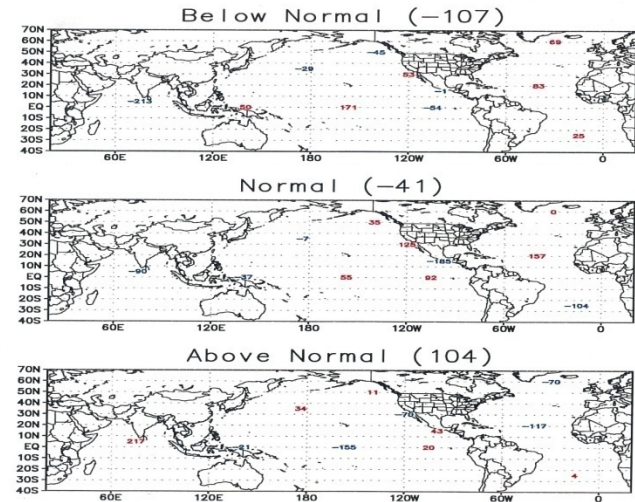 Below Normal (-107)
70N
60N 69
50N -45
40N
30N -29 53
20N 83
10N -1
EQ -213 50 171 -54
10S
20S 25
30S
40S
60E 120E 180 120W 60W 0
Normal (-41)
70N
60N 0
50N 35
40N -7
30N 125
20N 157
10N -185
EQ -90 -37 55 92
10S
20S -104
30S
40S
60E 120E 180 120W 60W 0
Above Normal (104)
70N
60N -70
50N 11
40N 34
30N -70
20N -117
10N 217 43
EQ -21 -155 20
10S
20S 4
30S
40S
60E 120E 180 120W 60W 0